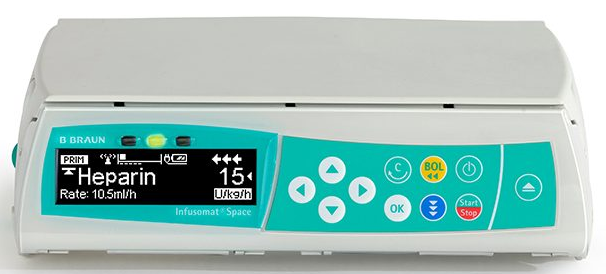 B BRAUN
PRIM
Heparin 15
Rate: 10.5ml/h U/kg/h
Infusomat® Space
C
BOL
OK
Start
Stop